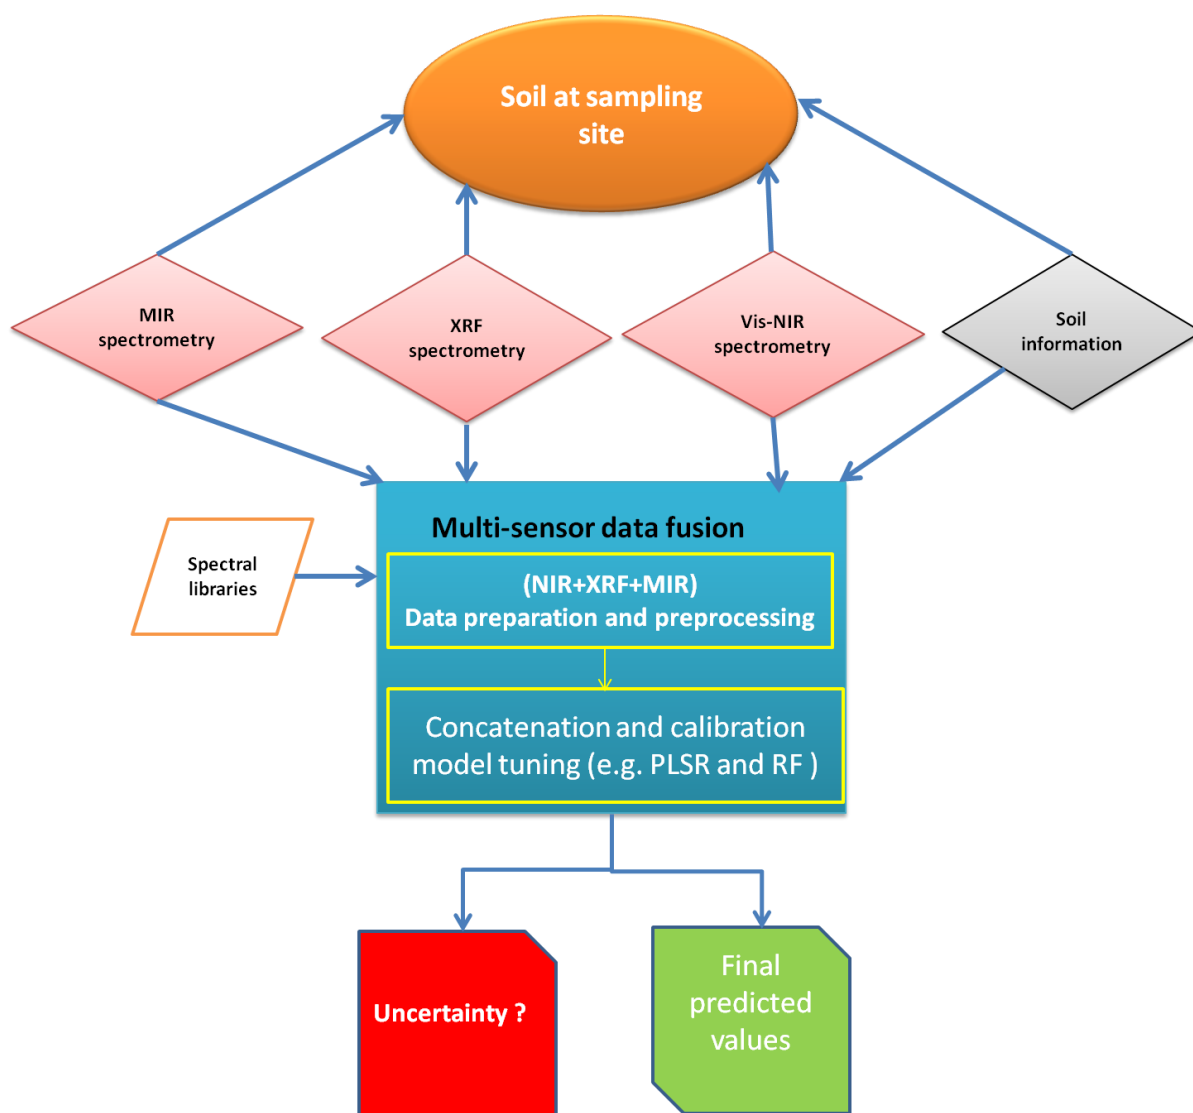 Soil at sampling
site
MIR
spectrometry
XRF
spectrometry
Vis-NIR
spectrometry
Soil
information
Multi-sensor data fusion
Spectral
libraries
(NIR+XRF+MIR)
Data preparation and preprocessing
Concatenation and calibration
model tuning (e.g. PLSR and RF )
Uncertainty ?
Final
predicted
values